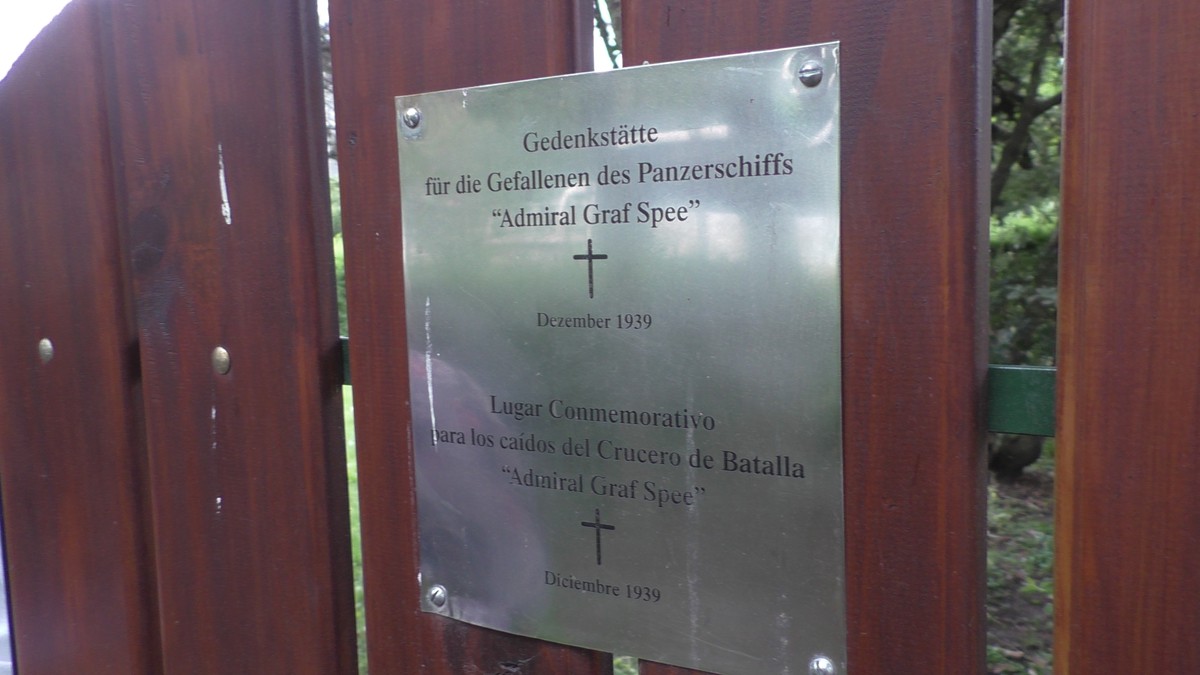 Gedenkstätte
für die Gefallenen des Panzerschiffs
“Admiral Graf Spee”
Dezember 1939
Lugar Conmemorativo
para los caídos del Crucero de Batalla
“Admiral Graf Spee”
Diciembre 1939